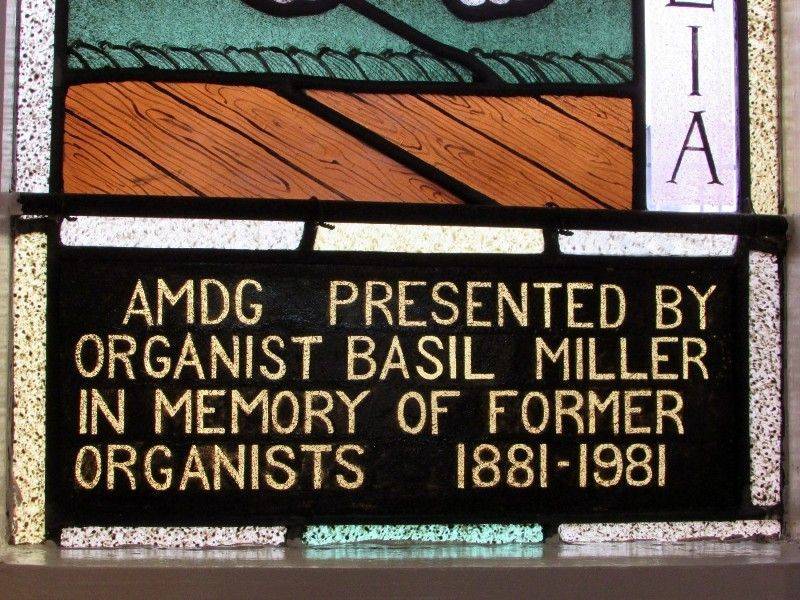 LIA
AMDG PRESENTED BY
ORGANIST BASIL MILLER
IN MEMORY OF FORMER
ORGANISTS 1881-1981